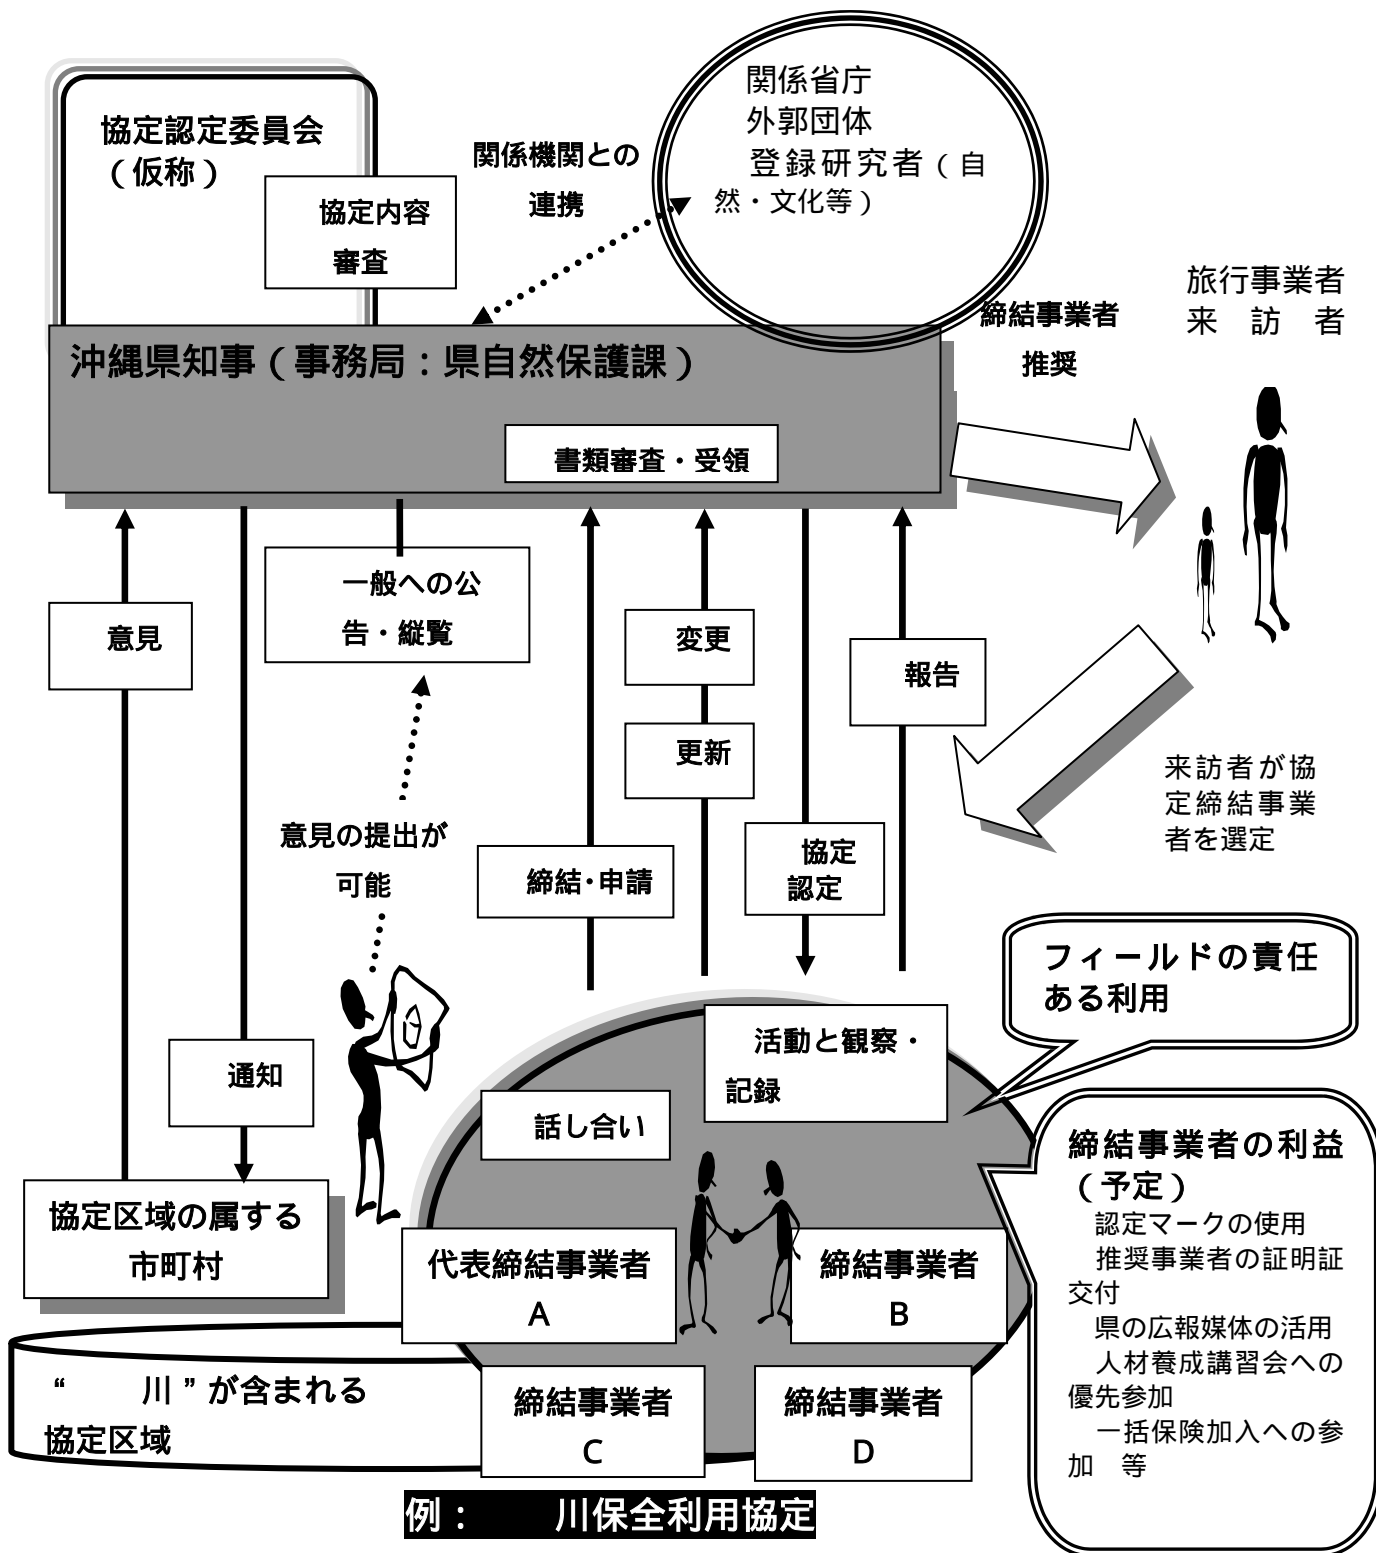 協定認定委員会
（仮称）
協定内容
審査
関係機関との
連携
関係省庁
外郭団体
登録研究者（自
然・文化等）
沖縄県知事（事務局：県自然保護課）
書類審査・受領
締結事業者
推奨
旅行事業者
来　訪　者
意見
一般への公
告・縦覧
変更
更新
報告
来訪者が協
定締結事業
者を選定
意見の提出が
可能
締結・申請
協定
認定
通知
フィールドの責任
ある利用
活動と観察・
記録
話し合い
協定区域の属する
市町村
代表締結事業者
A
締結事業者
B
締結事業者
C
締結事業者
D
締結事業者の利益
（予定）
認定マークの使用
推奨事業者の証明証
交付
県の広報媒体の活用
人材養成講習会への
優先参加
一括保険加入への参
加　等
“　　川”が含まれる
協定区域
例：　　川保全利用協定